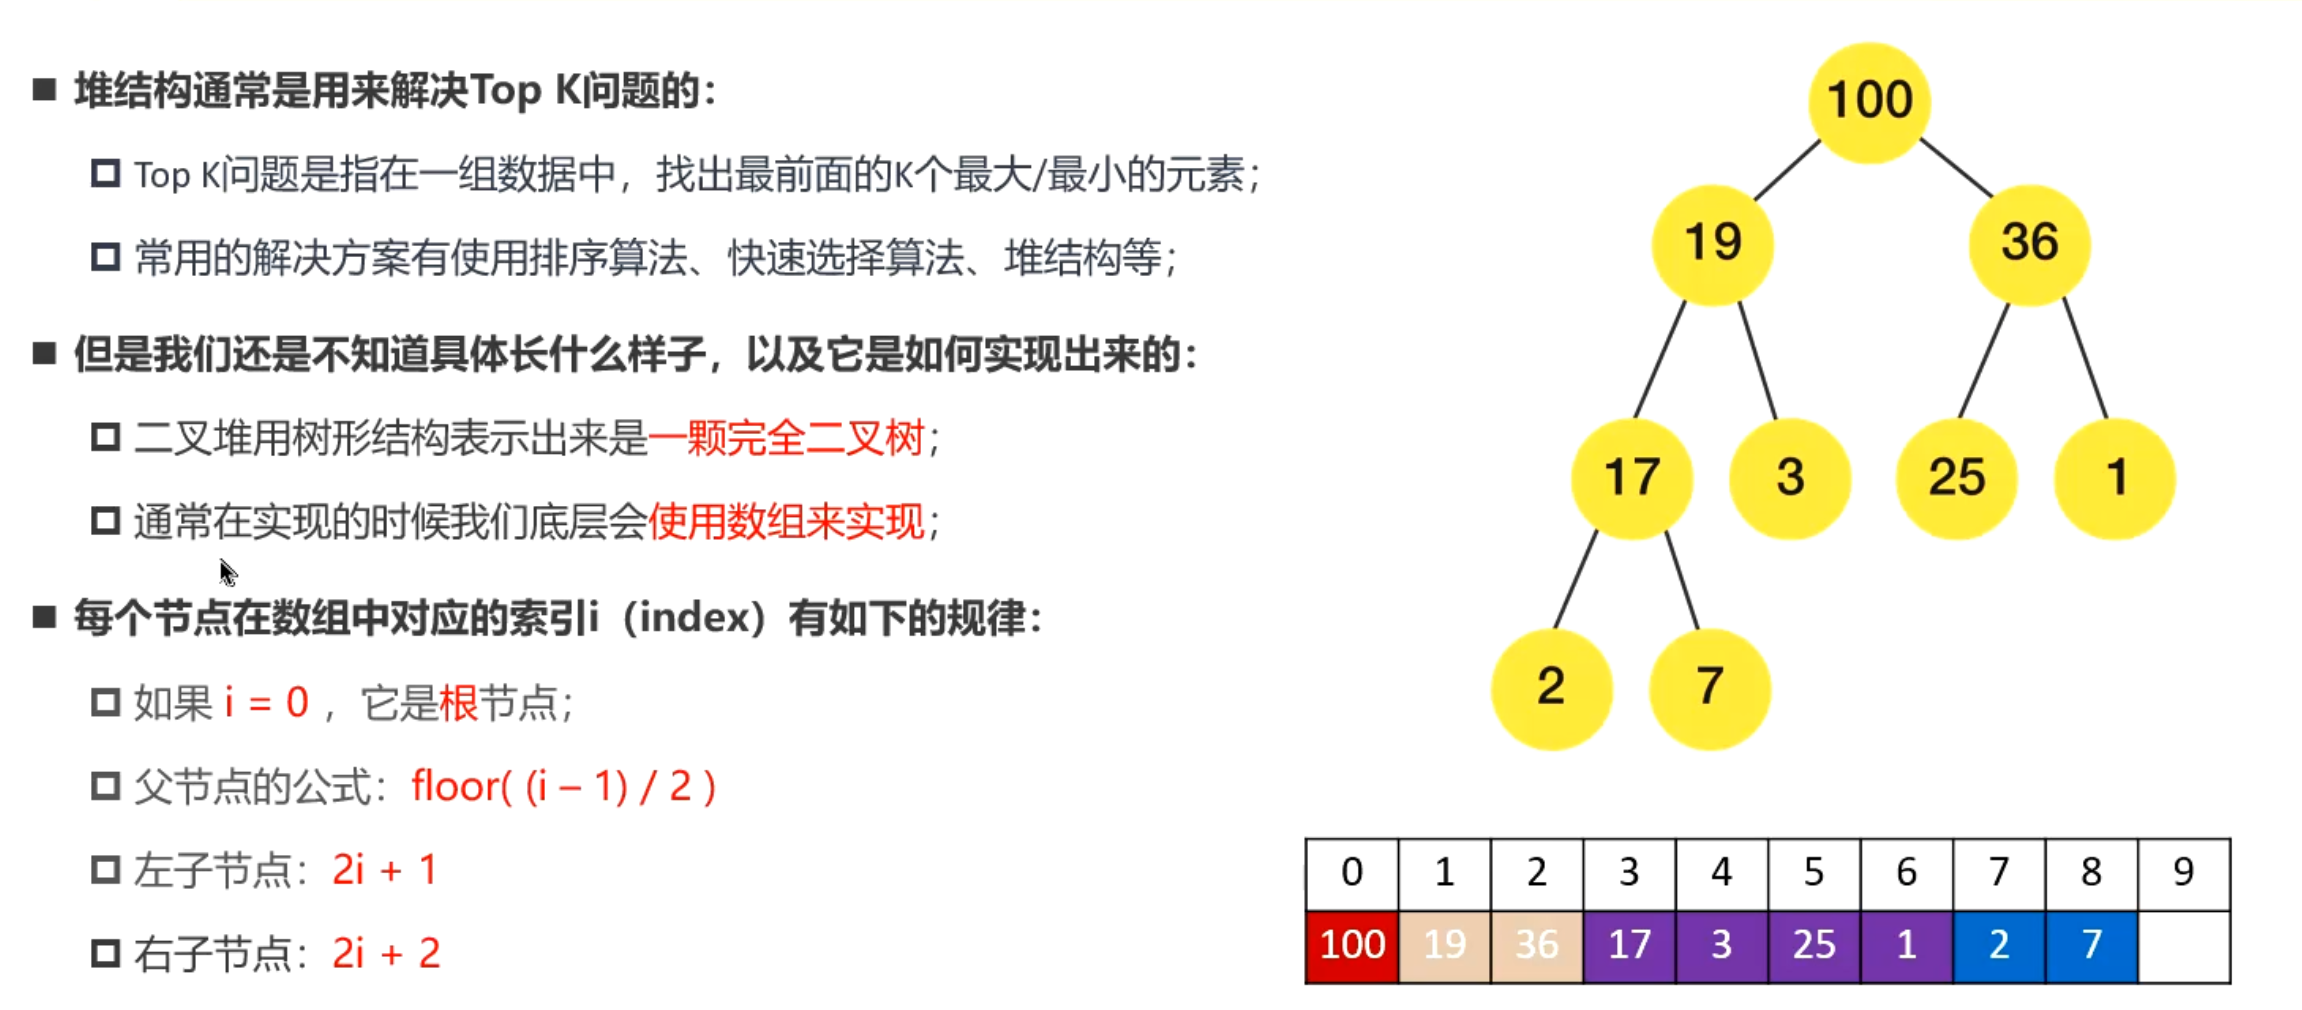 ■ 堆结构通常是用来解决Top K问题的：
Top K问题是指在一组数据中，找出最前面的K个最大/最小的元素；
常用的解决方案有使用排序算法、快速选择算法、堆结构等；
■ 但是我们还是不知道具体长什么样子，以及它是如何实现出来的：
二叉堆用树形结构表示出来是一颗完全二叉树；
通常在实现的时候我们底层会使用数组来实现；
■ 每个节点在数组中对应的索引i（index）有如下的规律：
如果 i = 0 ，它是根节点；
父节点的公式：floor( (i – 1) / 2 )
左子节点：2i + 1
右子节点：2i + 2
100
19 36
17 3 25 1
2 7
0 1 2 3 4 5 6 7 8 9
100 19 36 17 3 25 1 2 7